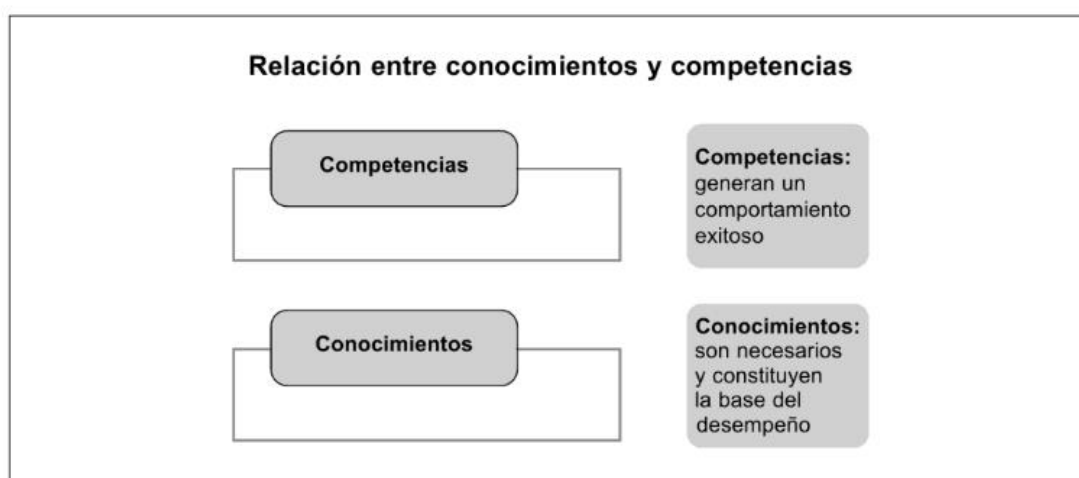 Relación entre conocimientos y competencias
Competencias
Competencias:
generan un
comportamiento
exitoso
Conocimientos
Conocimientos:
son necesarios
y constituyen
la base del
desempeño